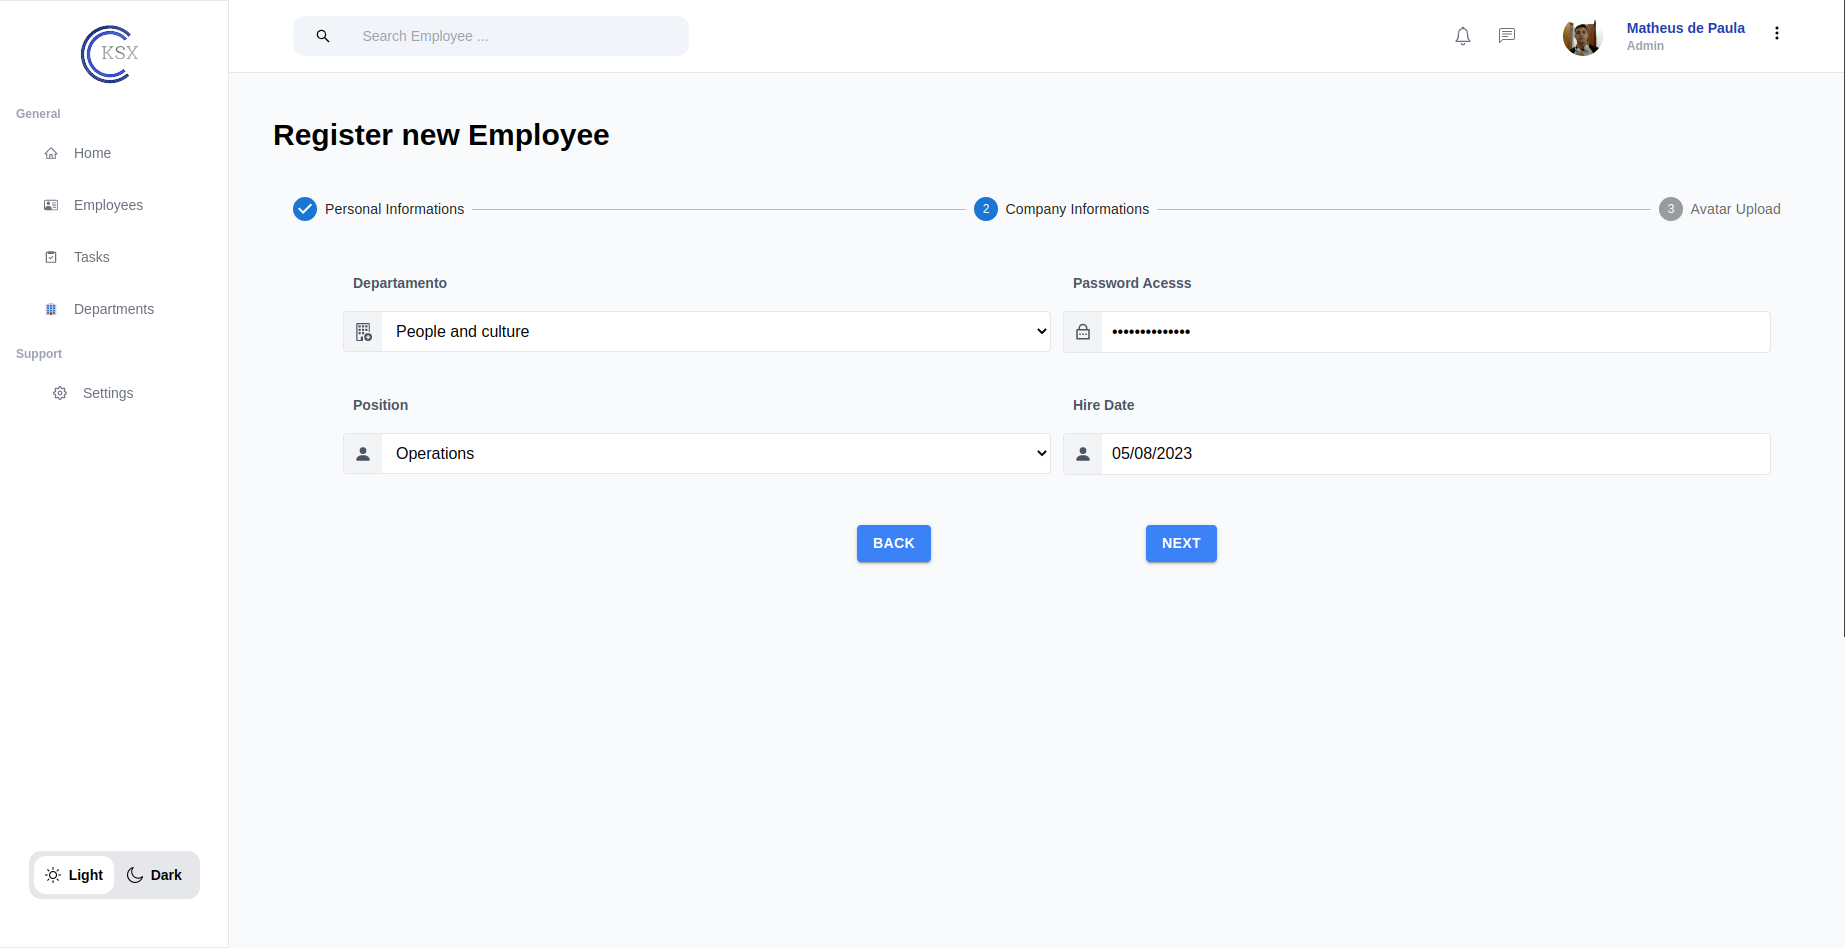 KSX
General
Home
Employees
Tasks
Departments
Support
Settings
Light
Dark
Search Employee ...
Matheus de Paula
Admin
Register new Employee
Personal Informations
2 Company Informations
3 Avatar Upload
Departamento
People and culture
Password Acesss
••••••••••••••
Position
Operations
Hire Date
05/08/2023
BACK
NEXT